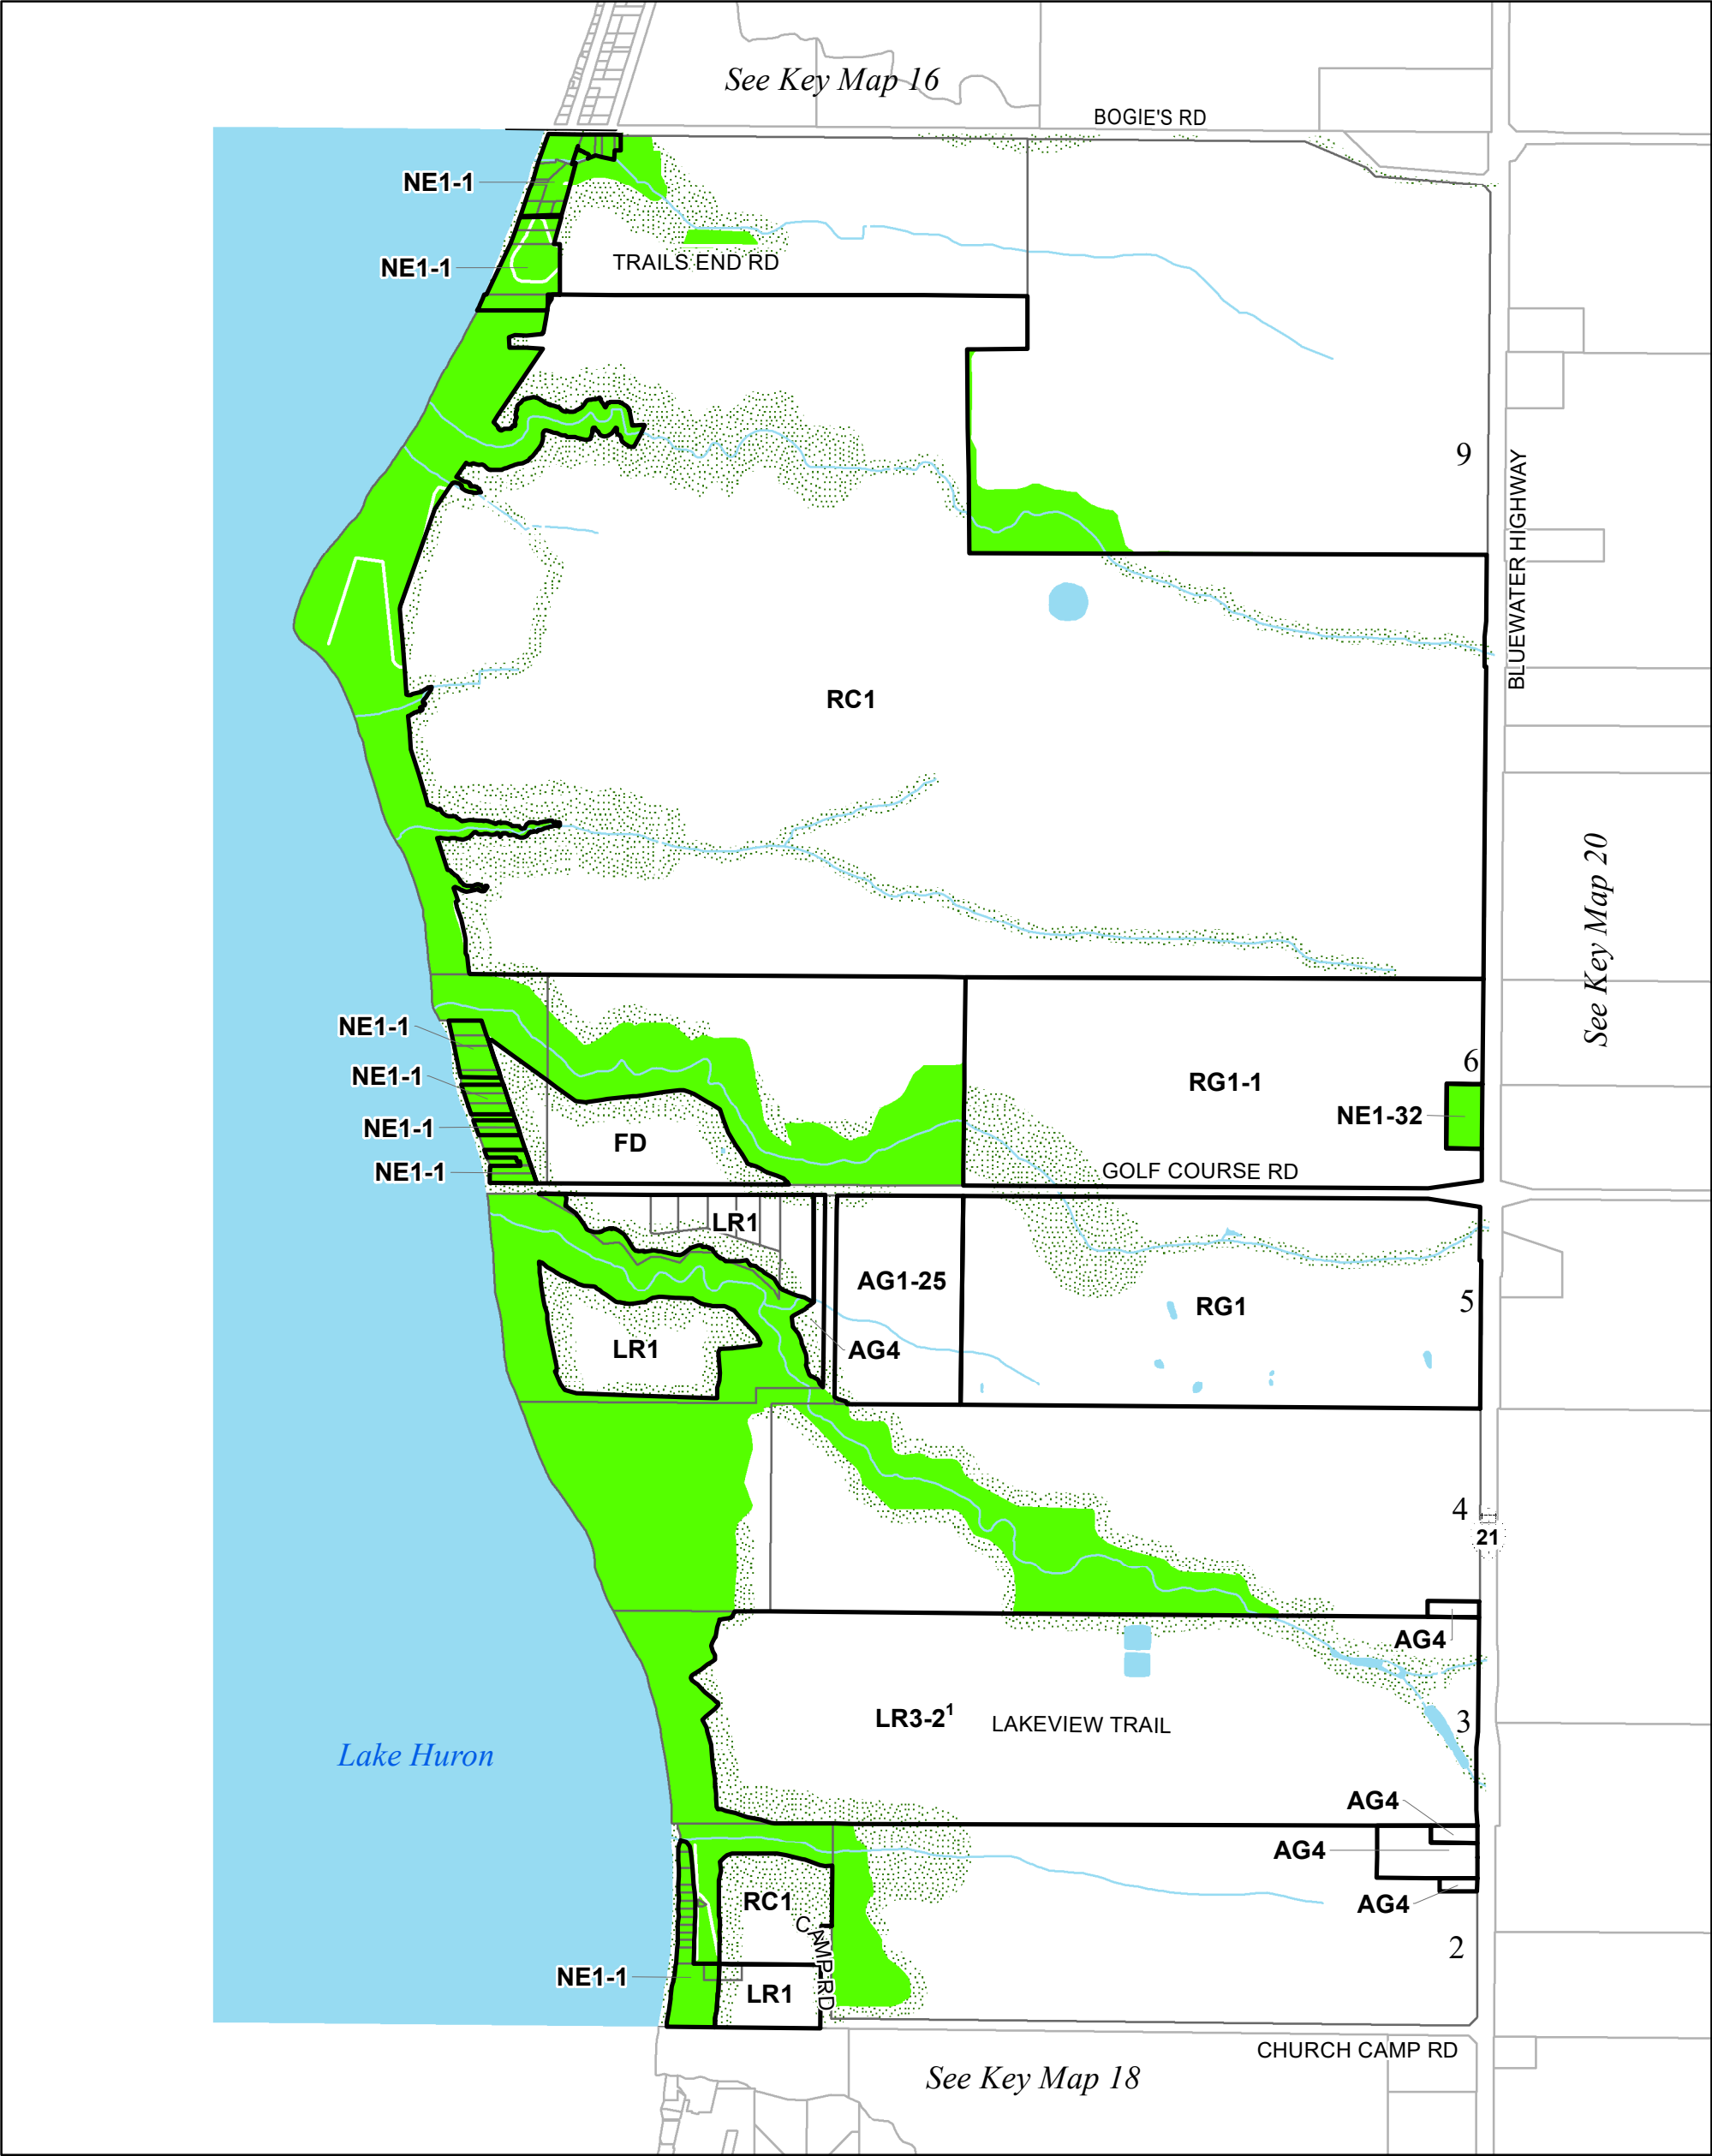 See Key Map 16
BOGIE'S RD
NE1-1
NE1-1
TRAILS END RD
9
BLUEWATER HIGHWAY
RC1
See Key Map 20
NE1-1
NE1-1
NE1-1
NE1-1
6
RG1-1
NE1-32
FD
GOLF COURSE RD
LR1
AG1-25
RG1
5
LR1
AG4
4
21
AG4
LR3-2¹
LAKEVIEW TRAIL
3
Lake Huron
AG4
AG4
AG4
RC1
CAMP RD
2
NE1-1
LR1
CHURCH CAMP RD
See Key Map 18